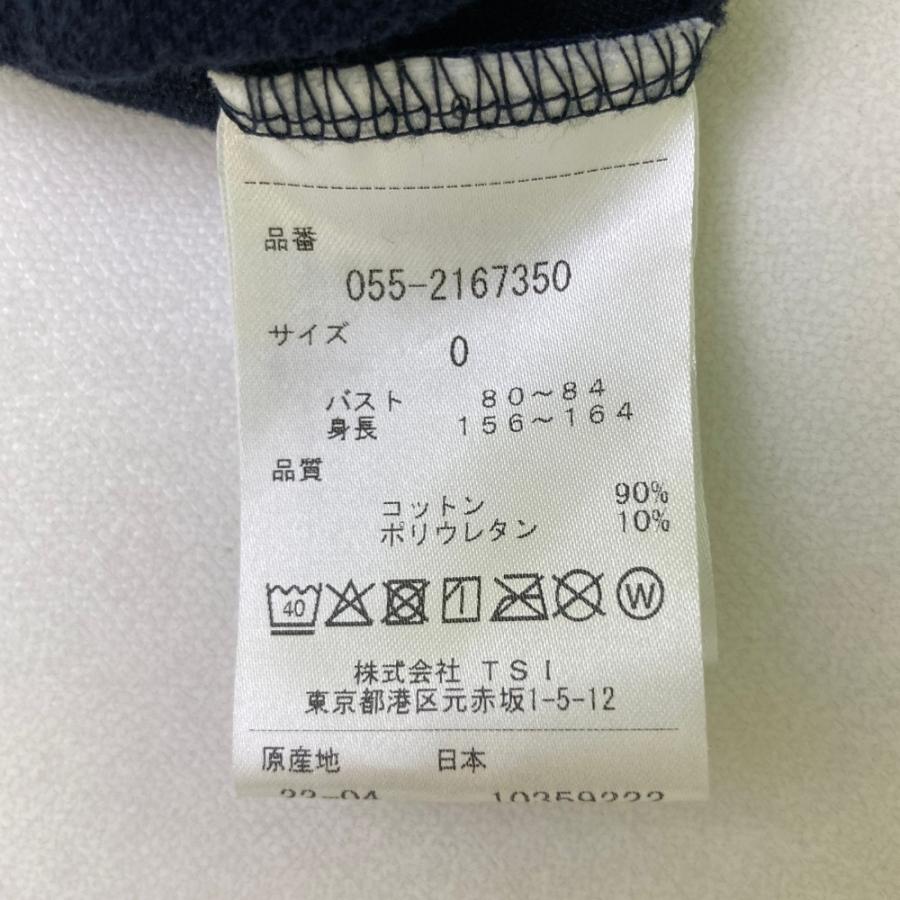 品番
055-2167350
サイズ
0
バスト 80～84
身長 156～164
品質
コットン 90%
ポリウレタン 10%
40 W
株式会社 TSI
東京都港区元赤坂1-5-12
原産地 日本